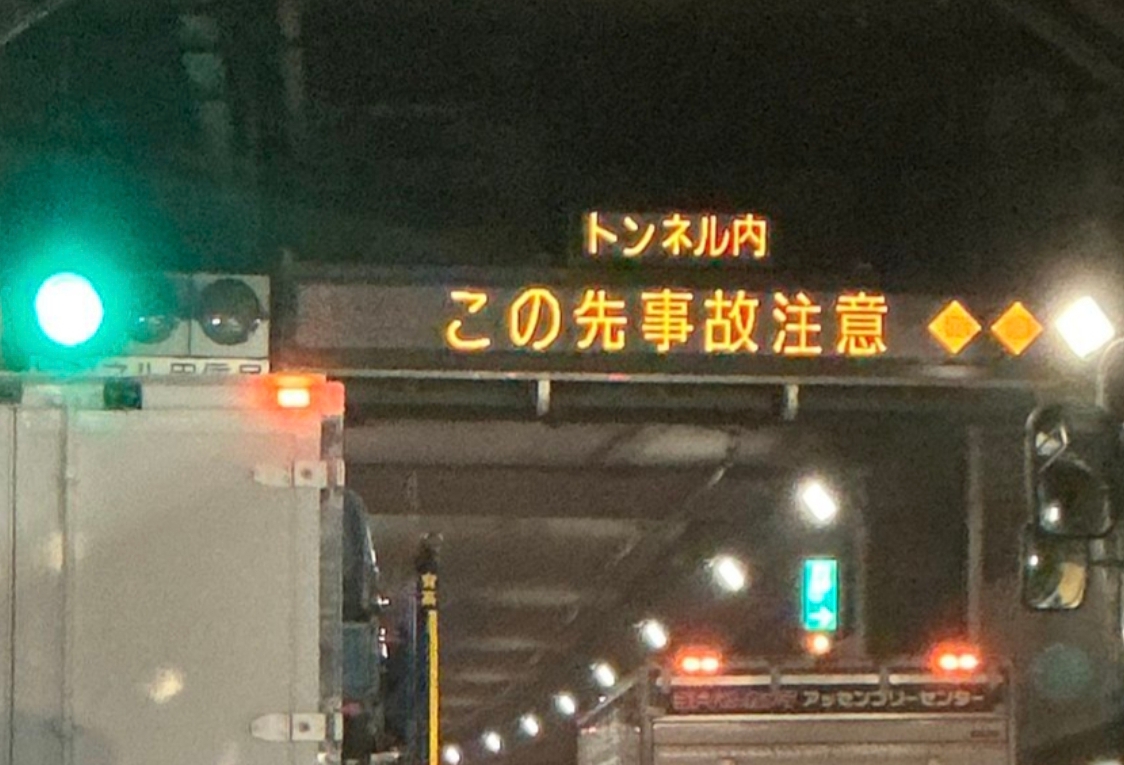 トンネル内
この先事故注意
アッセンブリーセンター